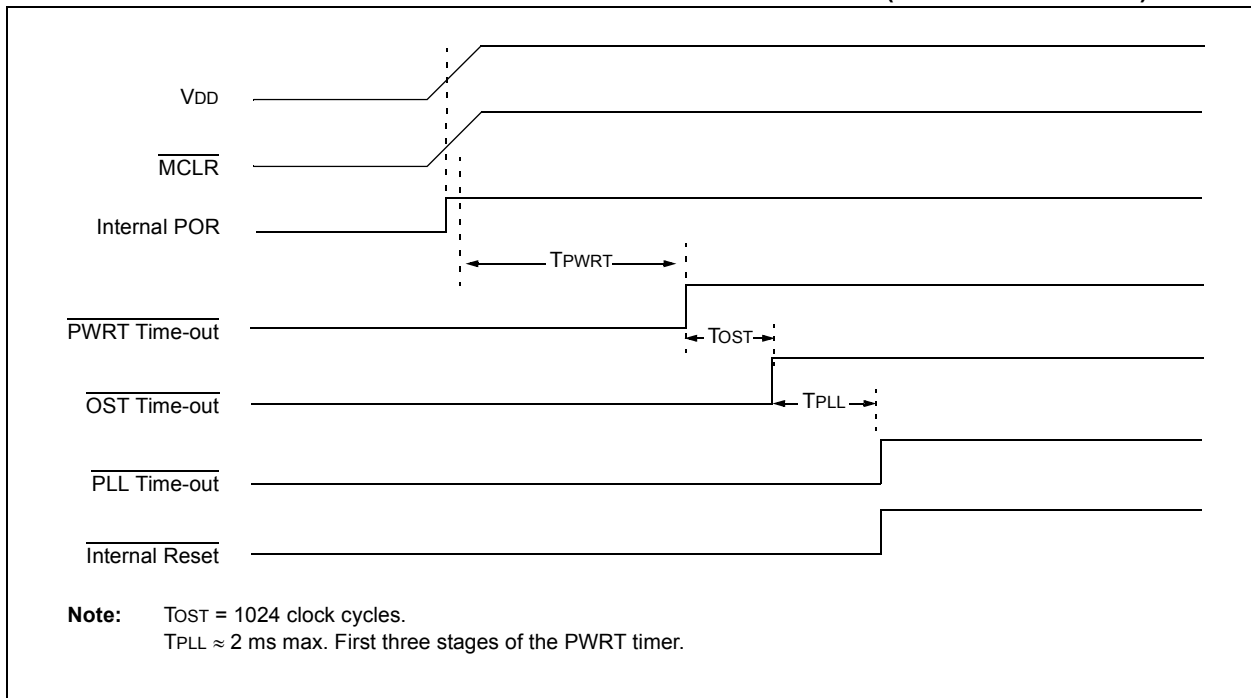 VDD
MCLR
Internal POR
TPWRT
PWRT Time-out
TOST
OST Time-out
TPLL
PLL Time-out
Internal Reset
Note: TOST = 1024 clock cycles.
TPLL ≈ 2 ms max. First three stages of the PWRT timer.